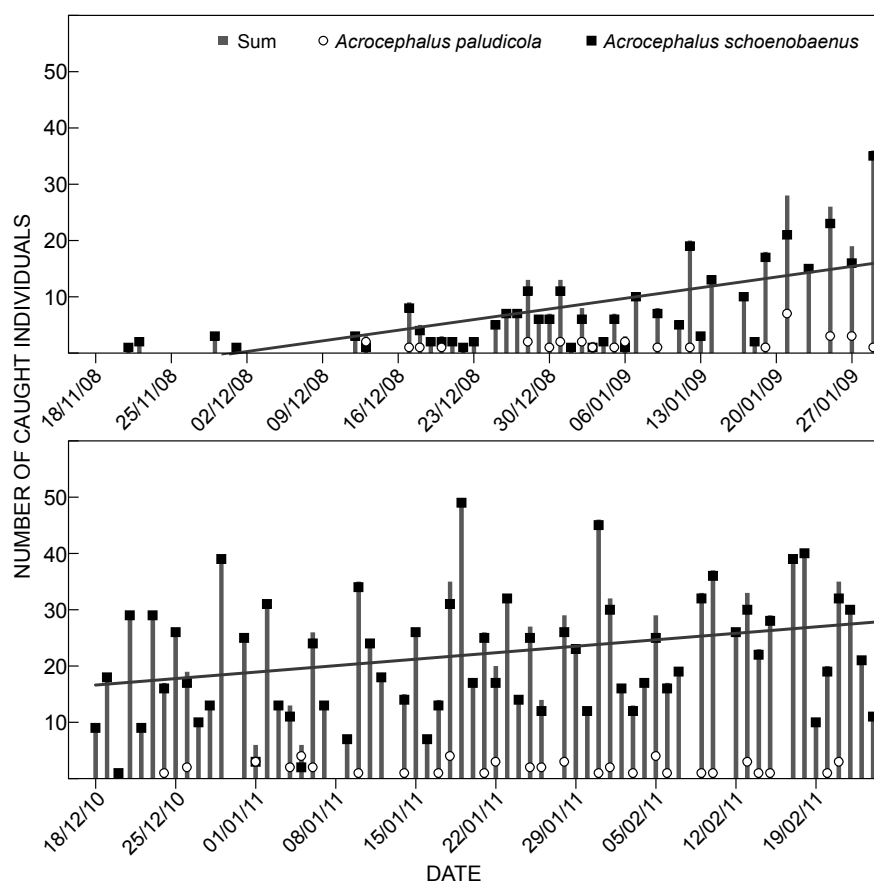 Sum Acrocephalus paludicola Acrocephalus schoenobaenus
NUMBER OF CAUGHT INDIVIDUALS
50
40
30
20
10
18/11/08 25/11/08 02/12/08 09/12/08 16/12/08 23/12/08 30/12/08 06/01/09 13/01/09 20/01/09 27/01/09
50
40
30
20
10
18/12/10 25/12/10 01/01/11 08/01/11 15/01/11 22/01/11 29/01/11 05/02/11 12/02/11 19/02/11
DATE